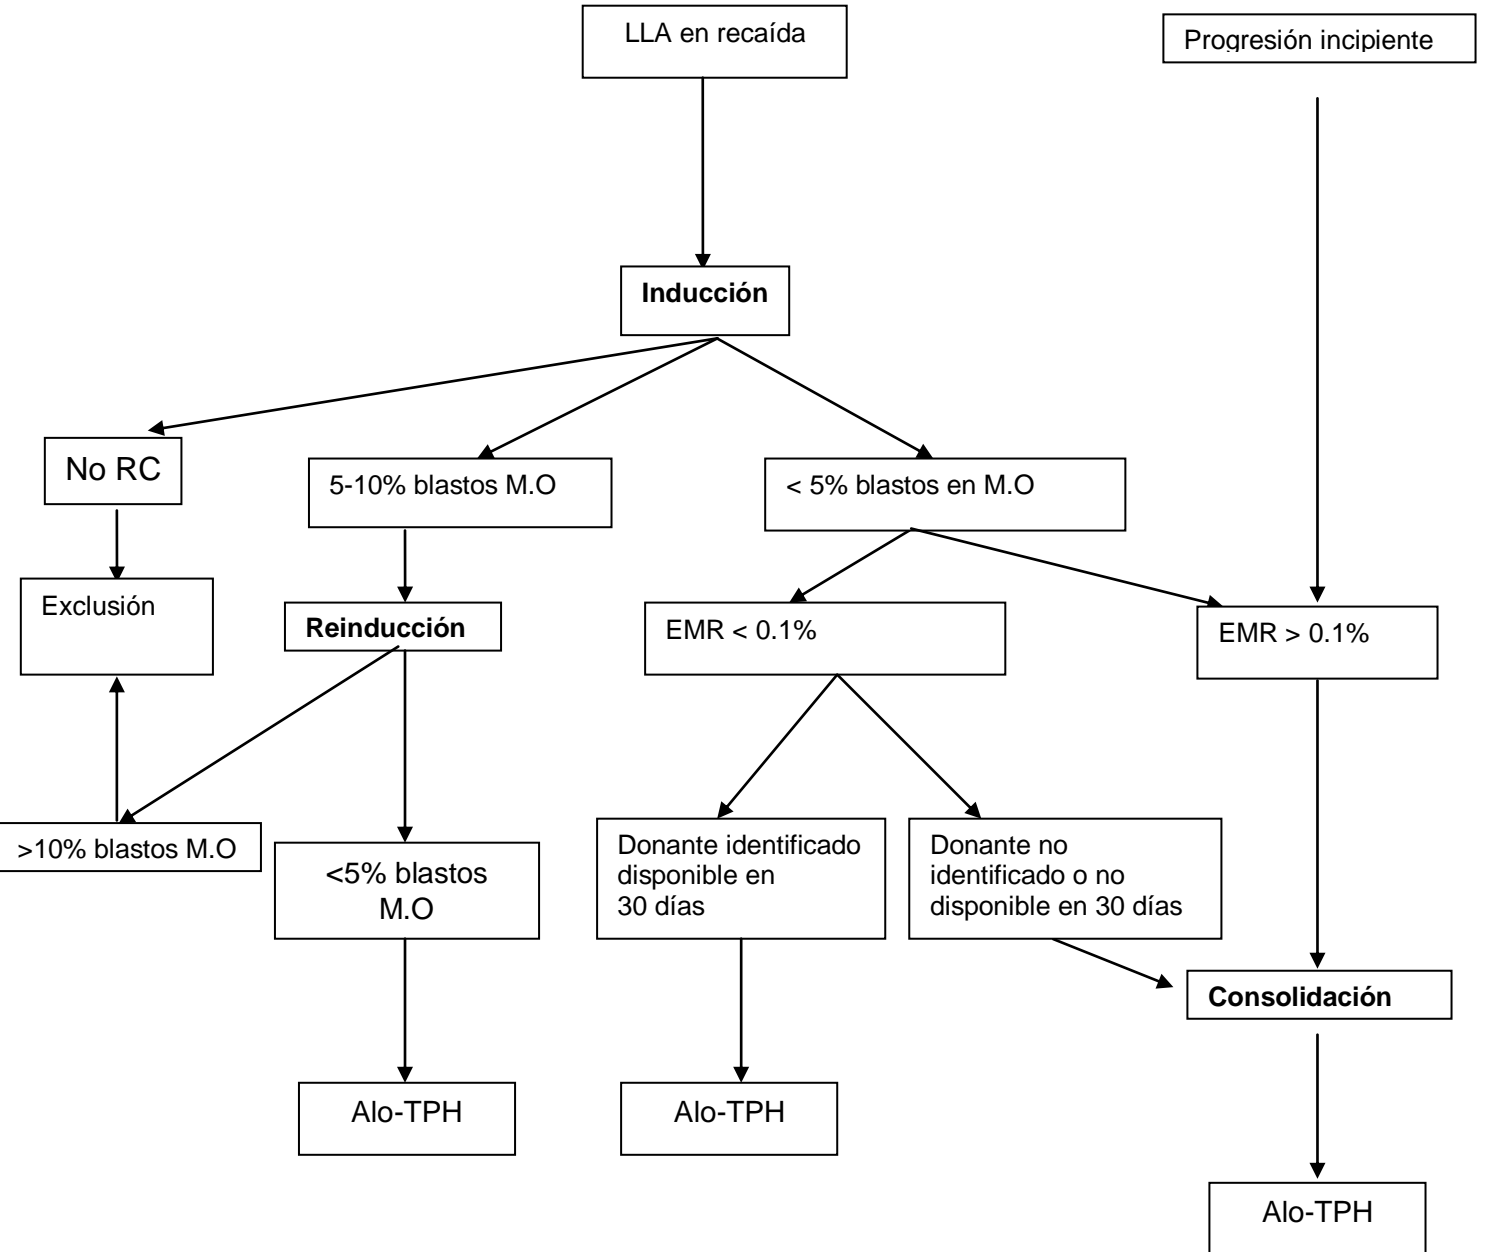 LLA en recaída
Progresión incipiente
Inducción
No RC
5-10% blastos M.O
< 5% blastos en M.O
Exclusión
Reinducción
EMR < 0.1%
EMR > 0.1%
>10% blastos M.O
<5% blastos
M.O
Donante identificado
disponible en
30 días
Donante no
identificado o no
disponible en 30 días
Consolidación
Alo-TPH
Alo-TPH
Alo-TPH